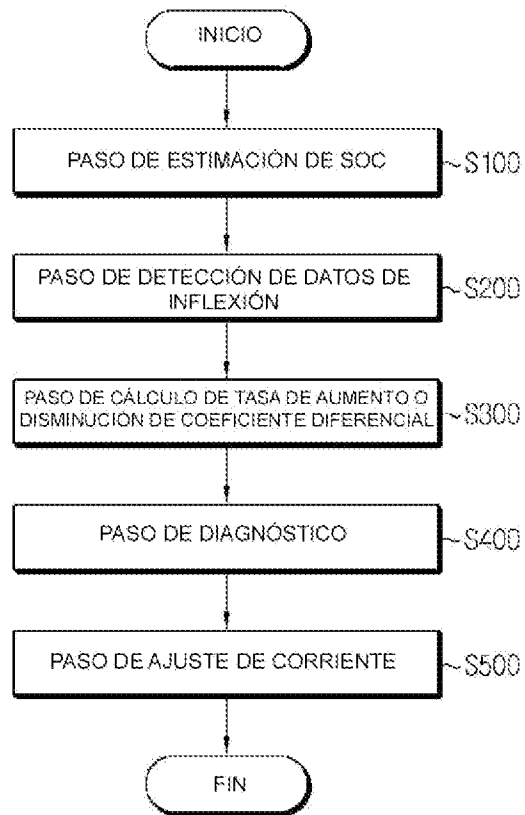 INICIO
PASO DE ESTIMACIÓN DE SOC
S100
PASO DE DETECCIÓN DE DATOS DE
INFLEXIÓN
S200
PASO DE CÁLCULO DE TASA DE AUMENTO O
DISMINUCIÓN DE COEFICIENTE DIFERENCIAL
S300
PASO DE DIAGNÓSTICO
S400
PASO DE AJUSTE DE CORRIENTE
S500
FIN